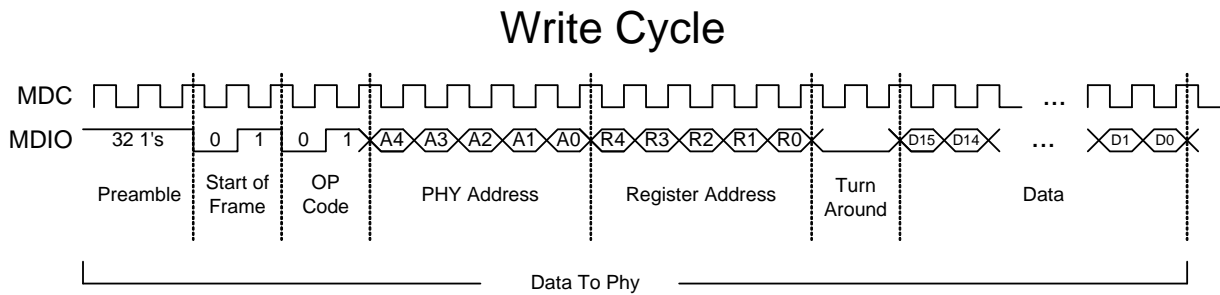 Write Cycle
MDC ...
MDIO 32 1's 0 1 0 1 A4 A3 A2 A1 A0 R4 R3 R2 R1 R0 D15 D14 ... D1 D0
Preamble Start of Frame OP Code PHY Address Register Address Turn Around Data
Data To Phy